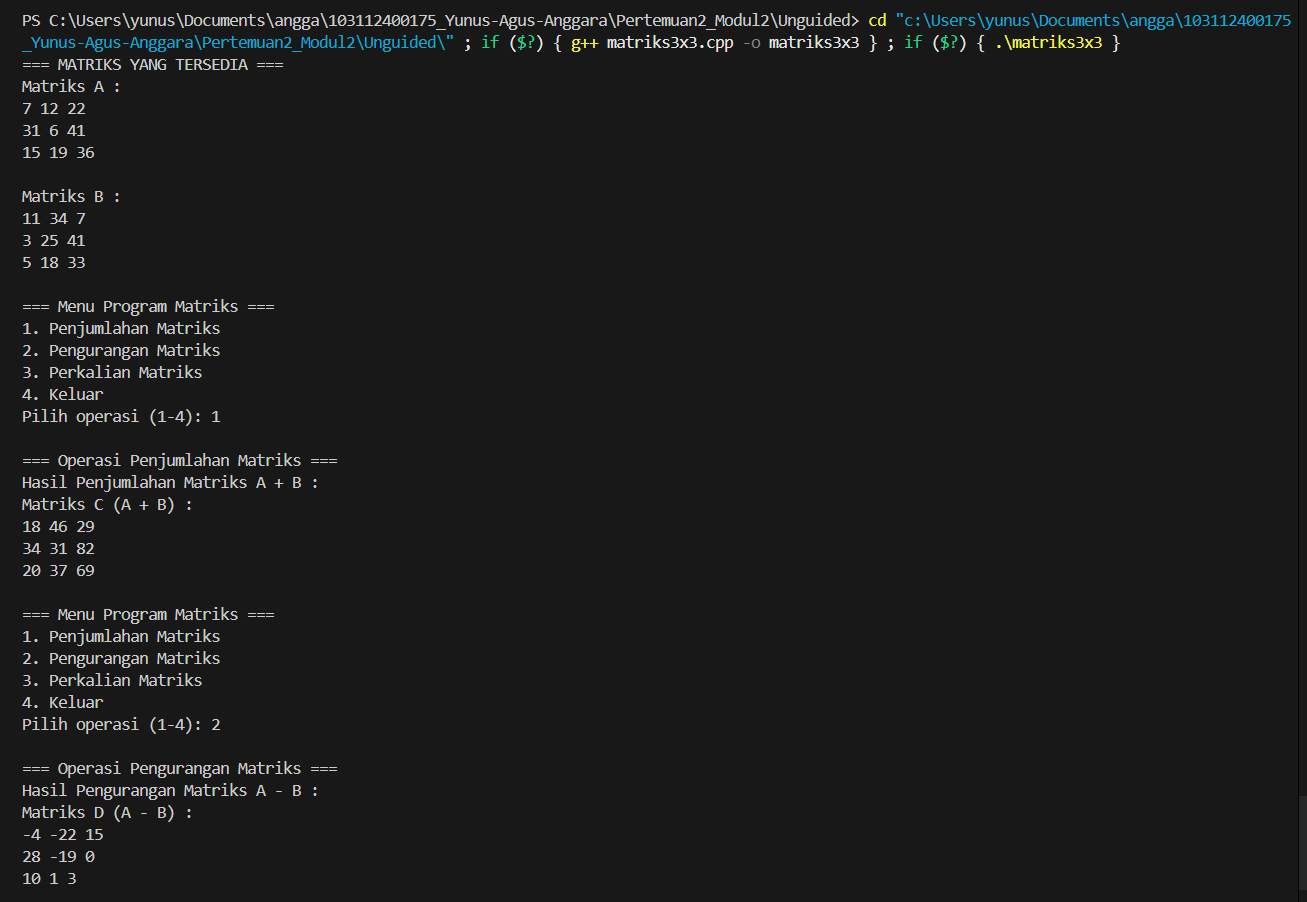 PS C:\Users\yunus\Documents\angga\103112400175_Yunus-Agus-Anggara\Pertemuan2_Modul2\Unguided> cd "c:\Users\yunus\Documents\angga\103112400175
_Yunus-Agus-Anggara\Pertemuan2_Modul2\Unguided\" ; if ($?) { g++ matriks3x3.cpp -o matriks3x3 } ; if ($?) { .\matriks3x3 }
=== MATRIKS YANG TERSEDIA ===
Matriks A :
7 12 22
31 6 41
15 19 36

Matriks B :
11 34 7
3 25 41
5 18 33

=== Menu Program Matriks ===
1. Penjumlahan Matriks
2. Pengurangan Matriks
3. Perkalian Matriks
4. Keluar
Pilih operasi (1-4): 1

=== Operasi Penjumlahan Matriks ===
Hasil Penjumlahan Matriks A + B :
Matriks C (A + B) :
18 46 29
34 31 82
20 37 69

=== Menu Program Matriks ===
1. Penjumlahan Matriks
2. Pengurangan Matriks
3. Perkalian Matriks
4. Keluar
Pilih operasi (1-4): 2

=== Operasi Pengurangan Matriks ===
Hasil Pengurangan Matriks A - B :
Matriks D (A - B) :
-4 -22 15
28 -19 0
10 1 3